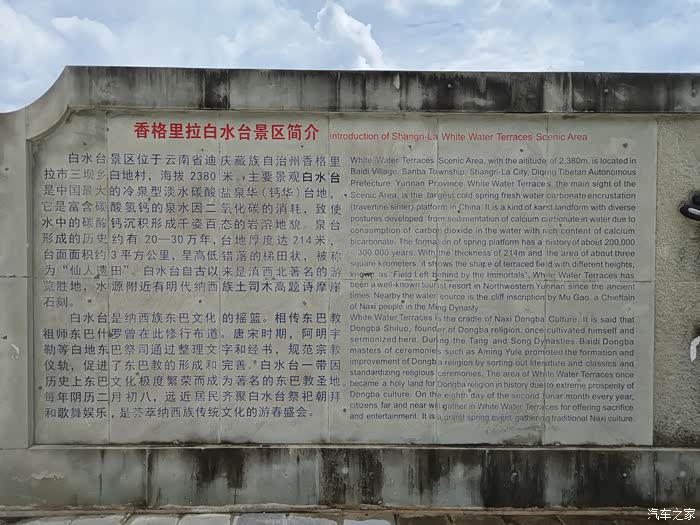 香格里拉白水台景区简介
Introduction of Shangri-La White Water Terraces Scenic Area
白水台景区位于云南省迪庆藏族自治州香格里
拉市三坝乡白地村，海拔2380米，主要景观白水台
是中国最大的冷泉型淡水碳酸盐泉华（钙华）台地，
它是富含碳酸氢钙的泉水因二氧化碳的消耗，致使
水中的碳酸钙沉积形成千姿百态的岩溶地貌。泉台
形成的历史约有20—30万年，台地厚度达214米，
台面面积约3平方公里，呈高低错落的梯田状，被称
为“仙人遗田”。白水台自古以来是滇西北著名的游
览胜地，水源附近有明代纳西族土司木高题诗摩崖
石刻。
白水台是纳西族东巴文化的摇篮。相传东巴教
祖师东巴什罗曾在此修行布道。唐宋时期，阿明宇
勒等白地东巴祭司通过整理文字和经书，规范宗教
仪轨，促进了东巴教的形成和完善。白水台一带因
历史上东巴文化极度繁荣而成为著名的东巴教圣地。
每年阴历二月初八，远近居民齐聚白水台祭祀朝拜
和歌舞娱乐，是荟萃纳西族传统文化的游春盛会。
White Water Terraces Scenic Area, with the altitude of 2,380m, is located in
Baidi Village, Sanba Township, Shangri-La City, Diqing Tibetan Autonomous
Prefecture, Yunnan Province. White Water Terraces, the main sight of the
Scenic Area, is the largest cold spring fresh water carbonate encrustation
(travertine sinter) platform in China. It is a kind of karst landform with diverse
postures developed from sedimentation of calcium carbonate in water due to
consumption of carbon dioxide in the water with rich content of calcium
bicarbonate. The formation of spring platform has a history of about 200,000
- 300,000 years. With the thickness of 214m and the area of about three
square kilometers, it shows the shape of terraced field with different heights,
known as "Field Left behind by the Immortals". White Water Terraces has
been a well-known tourist resort in Northwestern Yunnan since the ancient
times. Nearby the water source is the cliff inscription by Mu Gao, a Chieftain
of Naxi people in the Ming Dynasty.
White Water Terraces is the cradle of Naxi Dongba Culture. It is said that
Dongba Shiluo, founder of Dongba religion, once cultivated himself and
sermonized here. During the Tang and Song Dynasties, Baidi Dongba
masters of ceremonies such as Aming Yule promoted the formation and
improvement of Dongba religion by sorting out literature and classics and
standardizing religious ceremonies. The area of White Water Terraces once
became a holy land for Dongba religion in history due to extreme prosperity of
Dongba culture. On the eighth day of the second lunar month every year,
citizens far and near will gather in White Water Terraces for offering sacrifice
and entertainment. It is a grand spring event gathering traditional Naxi culture.
汽车之家